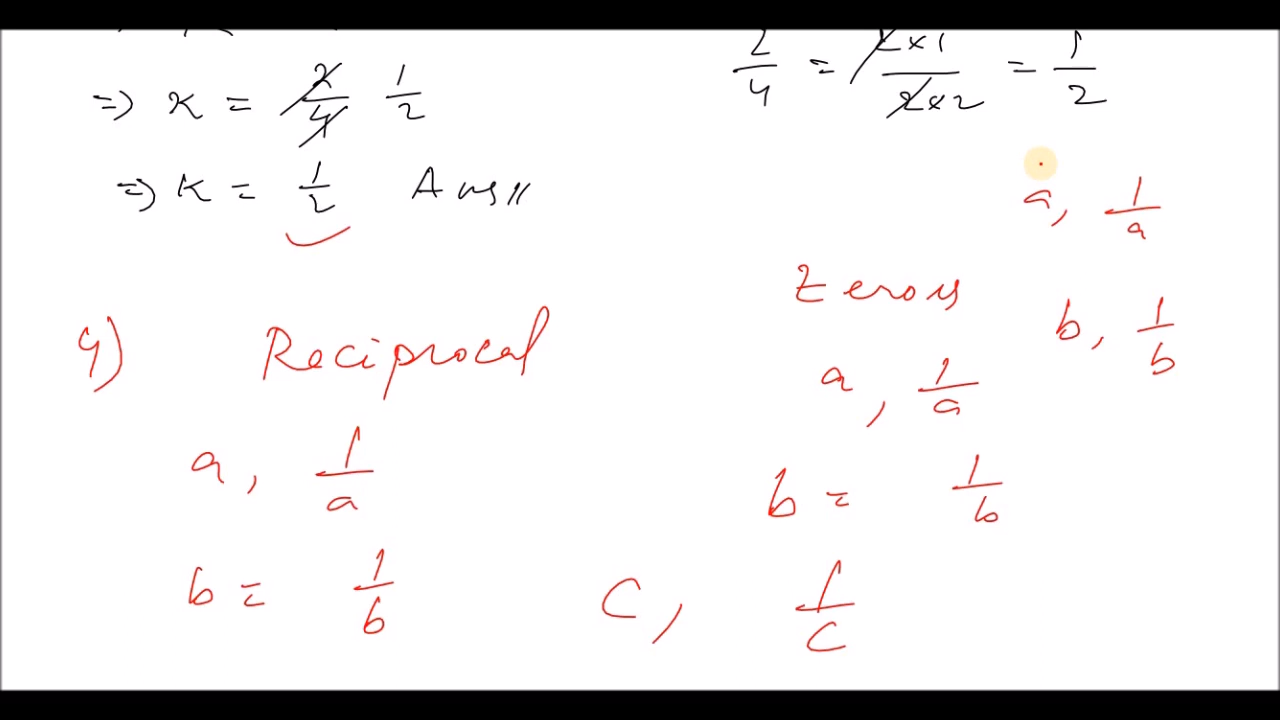 ⇒ K = 2/4 1/2
2/4 = 2×1/2×2 = 1/2
⇒ K = 1/2 Ans //
a, 1/a
Zeroes
b, 1/b
4) Reciprocal
a, 1/a
a, 1/a
b = 1/b
b = 1/b
C, 1/C